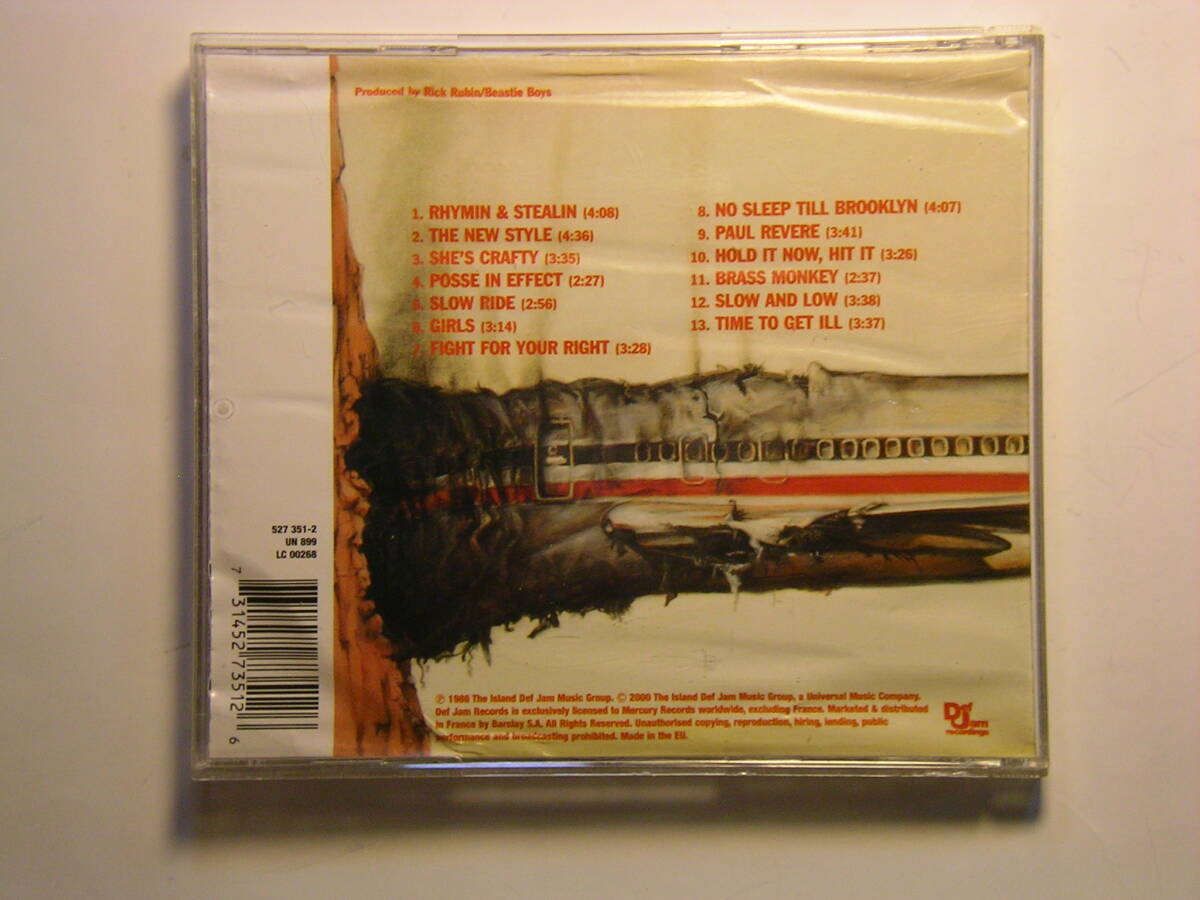 Produced by Rick Rubin/Beastie Boys
1. RHYMIN & STEALIN (4:08)
2. THE NEW STYLE (4:36)
3. SHE'S CRAFTY (3:35)
4. POSSE IN EFFECT (2:27)
5. SLOW RIDE (2:56)
6. GIRLS (3:14)
7. FIGHT FOR YOUR RIGHT (3:28)
8. NO SLEEP TILL BROOKLYN (4:07)
9. PAUL REVERE (3:41)
10. HOLD IT NOW, HIT IT (3:26)
11. BRASS MONKEY (2:37)
12. SLOW AND LOW (3:38)
13. TIME TO GET ILL (3:37)
527 351-2
UN 899
LC 00268
7 31452 73512 6
℗ 1986 The Island Def Jam Music Group, © 2000 The Island Def Jam Music Group, a Universal Music Company.
Def Jam Records is exclusively licensed to Mercury Records worldwide, excluding France. Marketed & distributed
in France by Barclay S.A. All Rights Reserved. Unauthorised copying, reproduction, hiring, lending, public
performance and broadcasting prohibited. Made in the EU.
Def Jam
recordings